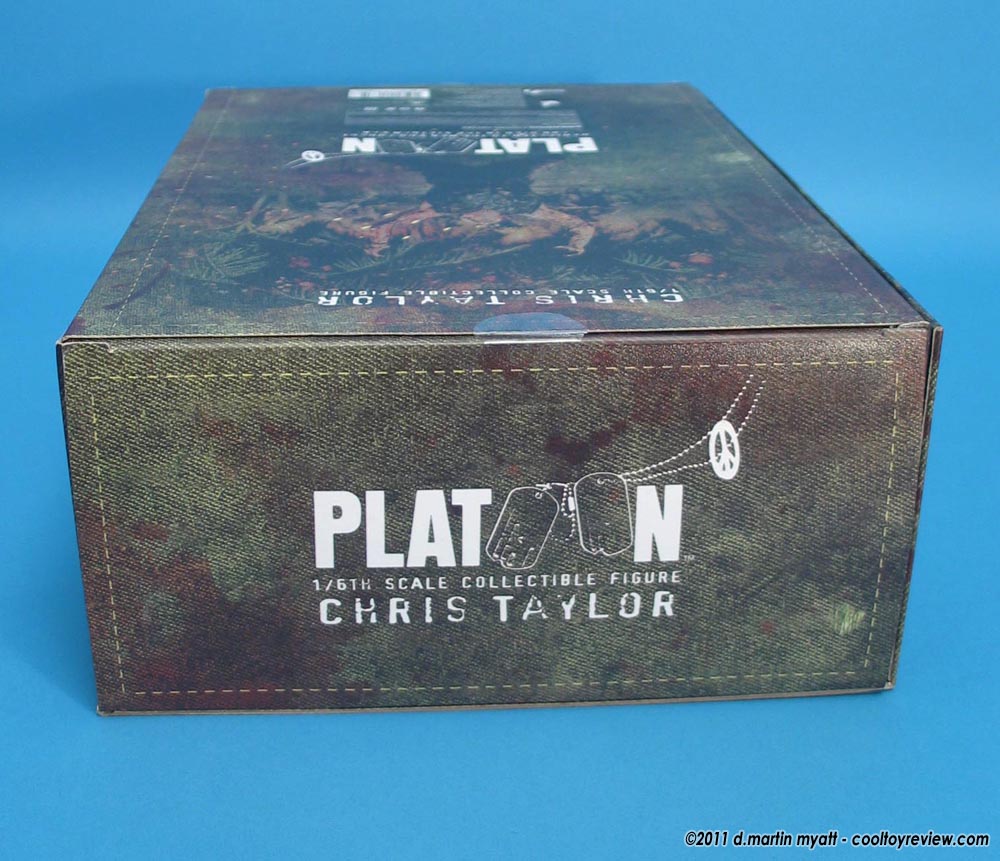 PLATOON
CHRIS TAYLOR
1/6TH SCALE COLLECTIBLE FIGURE
PLATOON™
1/6TH SCALE COLLECTIBLE FIGURE
CHRIS TAYLOR
©2011 d.martin myatt - cooltoyreview.com